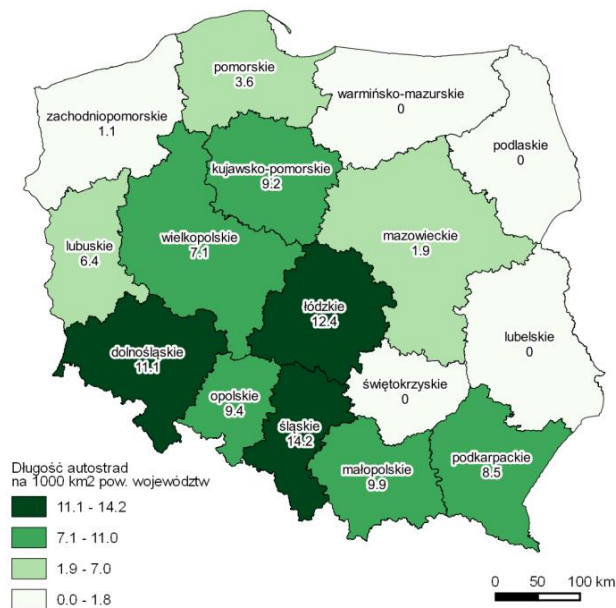 pomorskie
3.6
warmińsko-mazurskie
0
zachodniopomorskie
1.1
podlaskie
0
kujawsko-pomorskie
9.2
mazowieckie
1.9
wielkopolskie
7.1
lubuskie
6.4
łódzkie
12.4
lubelskie
0
dolnośląskie
11.1
świętokrzyskie
0
opolskie
9.4
śląskie
14.2
podkarpackie
8.5
małopolskie
9.9
Długość autostrad
na 1000 km2 pow. województw
11.1 - 14.2
7.1 - 11.0
1.9 - 7.0
0.0 - 1.8
0 50 100 km